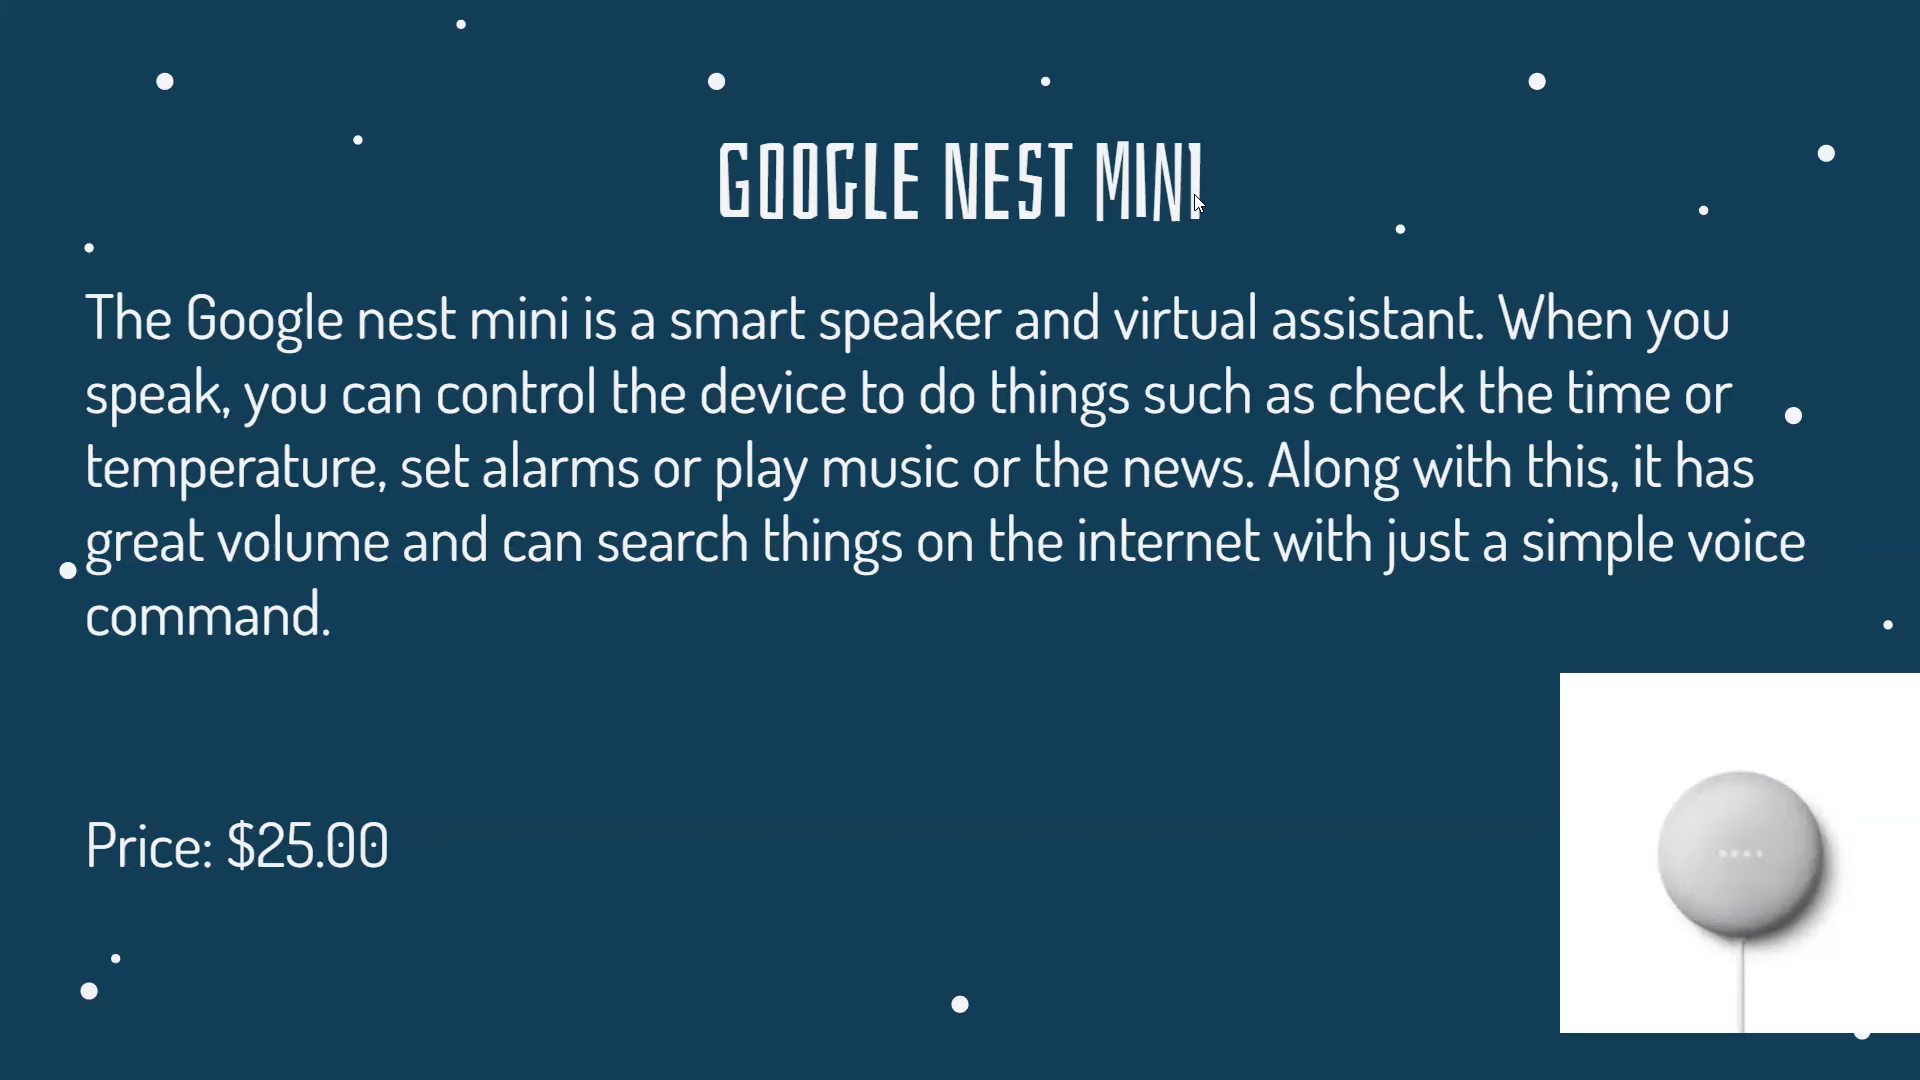 GOOGLE NEST MINI
The Google nest mini is a smart speaker and virtual assistant. When you
speak, you can control the device to do things such as check the time or
temperature, set alarms or play music or the news. Along with this, it has
great volume and can search things on the internet with just a simple voice
command.
Price: $25.00